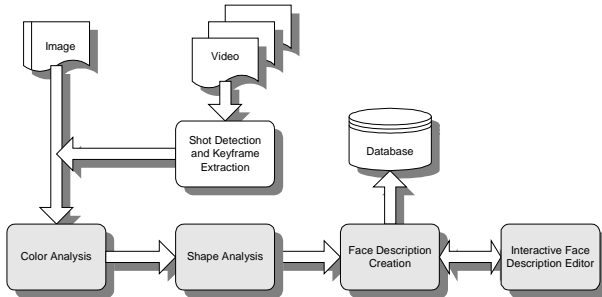 Image
Video
Shot Detection
and Keyframe
Extraction
Database
Color Analysis
Shape Analysis
Face Description
Creation
Interactive Face
Description Editor